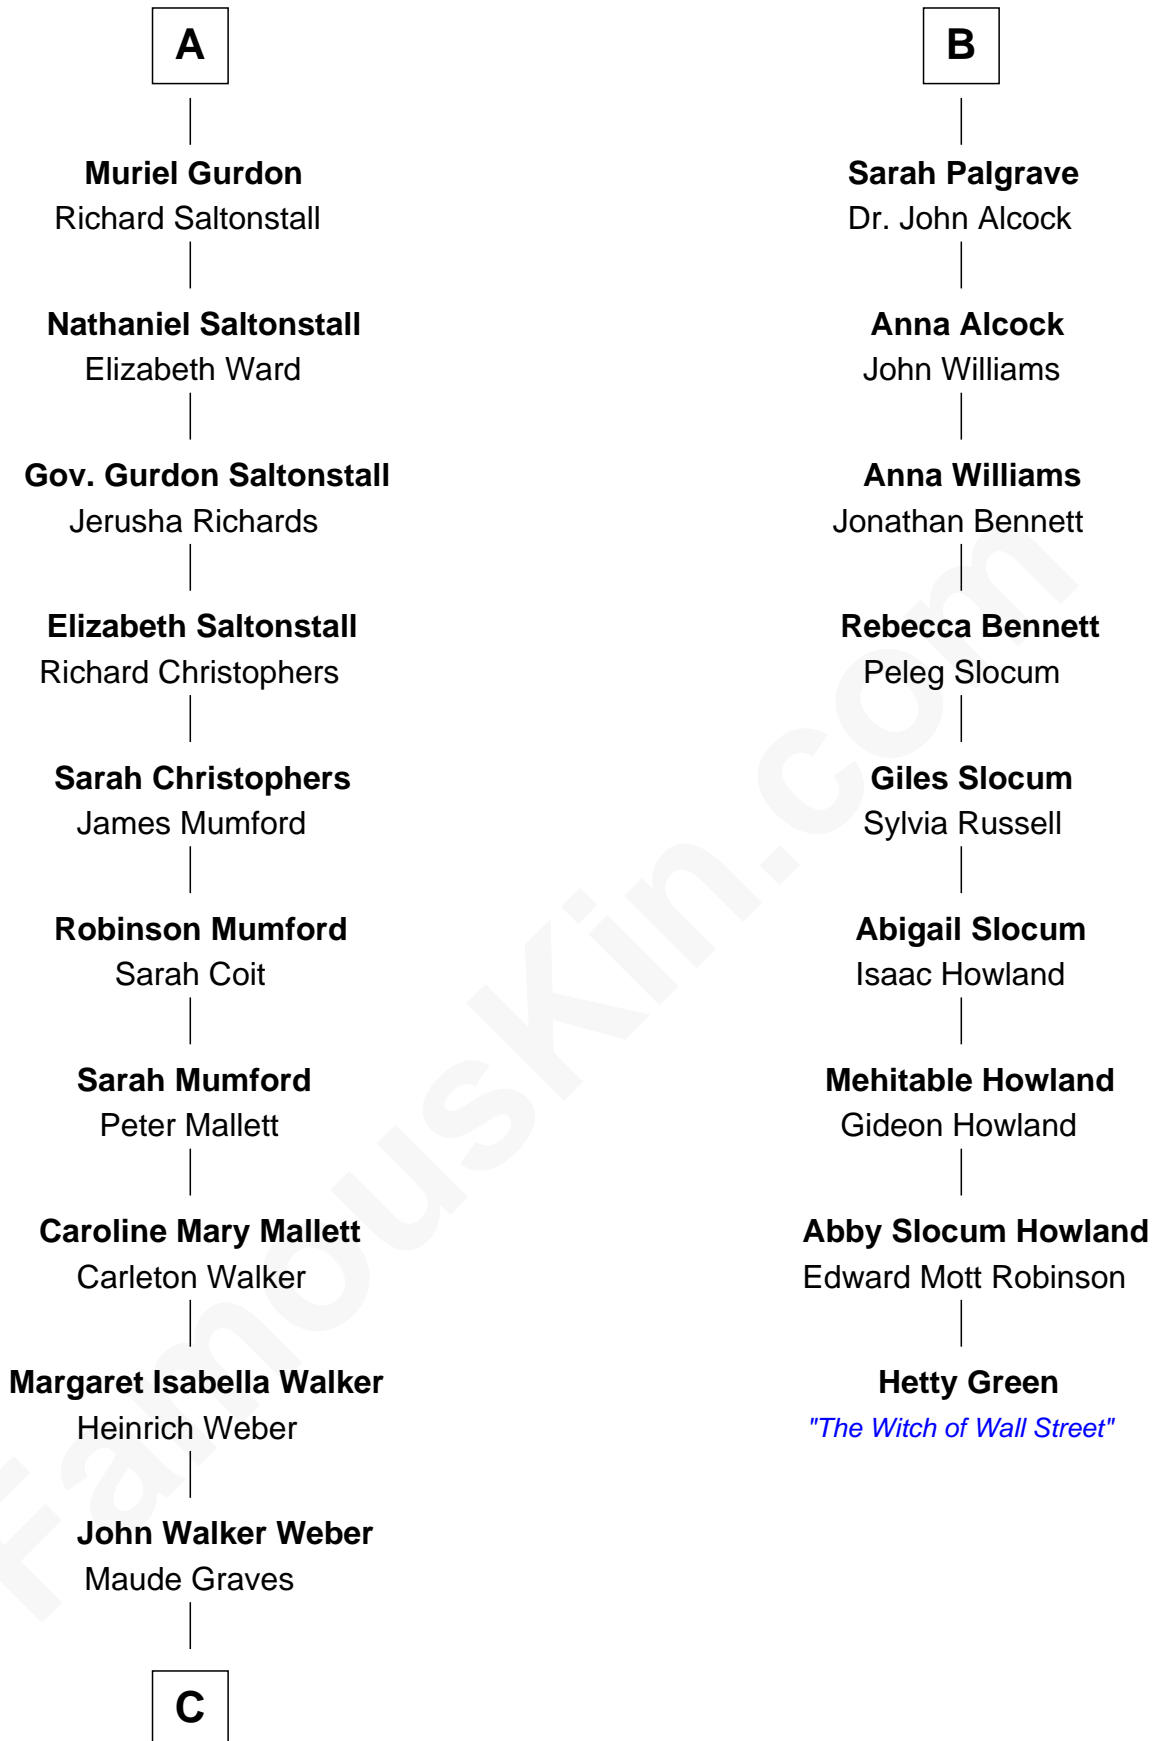 A
Muriel Gurdon
Richard Saltonstall
Nathaniel Saltonstall
Elizabeth Ward
Gov. Gurdon Saltonstall
Jerusha Richards
Elizabeth Saltonstall
Richard Christophers
Sarah Christophers
James Mumford
Robinson Mumford
Sarah Coit
Sarah Mumford
Peter Mallett
Caroline Mary Mallett
Carleton Walker
Margaret Isabella Walker
Heinrich Weber
John Walker Weber
Maude Graves
C
B
Sarah Palgrave
Dr. John Alcock
Anna Alcock
John Williams
Anna Williams
Jonathan Bennett
Rebecca Bennett
Peleg Slocum
Giles Slocum
Sylvia Russell
Abigail Slocum
Isaac Howland
Mehitable Howland
Gideon Howland
Abby Slocum Howland
Edward Mott Robinson
Hetty Green
"The Witch of Wall Street"
FamousKin.com